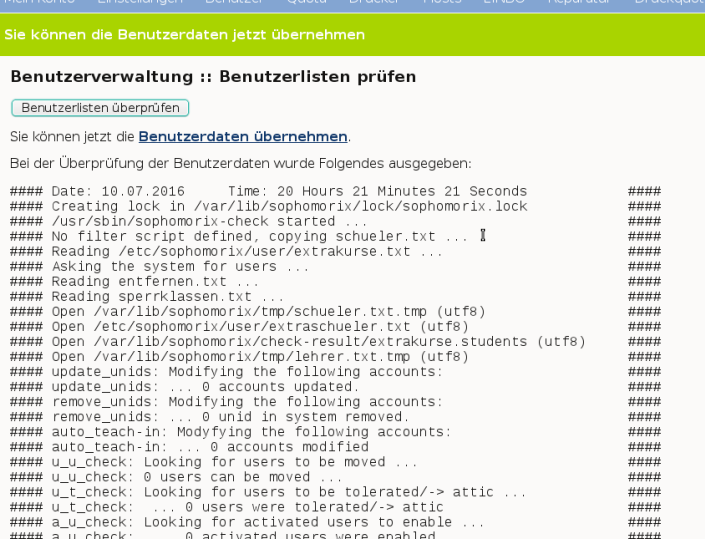 Mein Konto Einstellungen Benutzer Quota Drucker Hosts LINBO Reparatur Druckquota
Sie können die Benutzerdaten jetzt übernehmen
Benutzerverwaltung :: Benutzerlisten prüfen
Benutzerlisten überprüfen
Sie können jetzt die Benutzerdaten übernehmen.
Bei der Überprüfung der Benutzerdaten wurde Folgendes ausgegeben:
#### Date: 10.07.2016 Time: 20 Hours 21 Minutes 21 Seconds ####
#### Creating lock in /var/lib/sophomorix/lock/sophomorix.lock ####
#### /usr/sbin/sophomorix-check started ... ####
#### No filter script defined, copying schueler.txt ... ####
#### Reading /etc/sophomorix/user/extrakurse.txt ... ####
#### Asking the system for users ... ####
#### Reading entfernen.txt ... ####
#### Reading sperrklassen.txt ... ####
#### Open /var/lib/sophomorix/tmp/schueler.txt.tmp (utf8) ####
#### Open /etc/sophomorix/user/extraschueler.txt (utf8) ####
#### Open /var/lib/sophomorix/check-result/extrakurse.students (utf8) ####
#### Open /var/lib/sophomorix/tmp/lehrer.txt.tmp (utf8) ####
#### update_unids: Modifying the following accounts: ####
#### update_unids: ... 0 accounts updated. ####
#### remove_unids: Modifying the following accounts: ####
#### remove_unids: ... 0 unid in system removed. ####
#### auto_teach-in: Modyfying the following accounts: ####
#### auto_teach-in: ... 0 accounts modified ####
#### u_u_check: Looking for users to be moved ... ####
#### u_u_check: 0 users can be moved ... ####
#### u_t_check: Looking for users to be tolerated/-> attic ... ####
#### u_t_check: ... 0 users were tolerated/-> attic ####
#### a_u_check: Looking for activated users to enable ... ####
#### a_u_check: ... 0 activated users were enabled ####